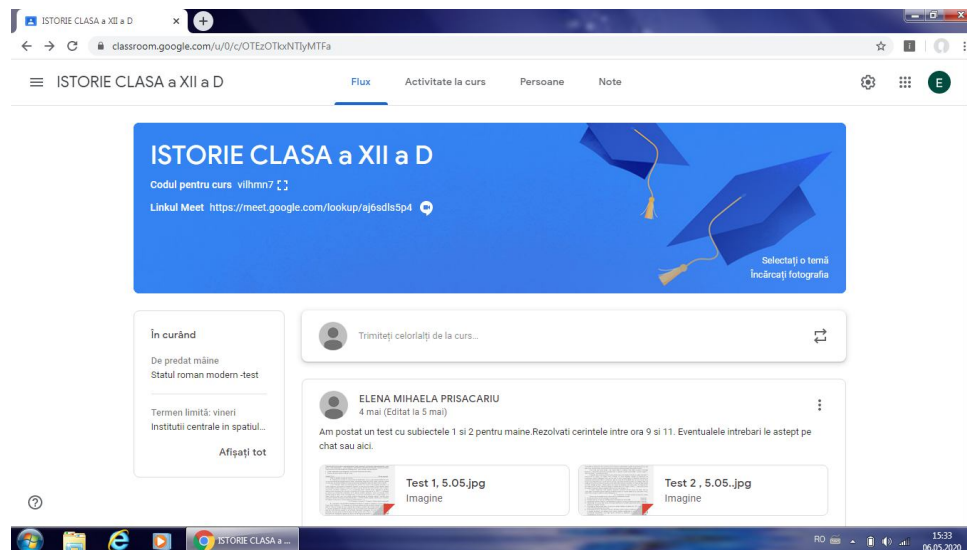 ISTORIE CLASA a XII a D
classroom.google.com/u/0/c/OTEzOTkxNTIyMTFa
ISTORIE CLASA a XII a D
Flux
Activitate la curs
Persoane
Note
E
ISTORIE CLASA a XII a D
Codul pentru curs vilhmn7
Linkul Meet https://meet.google.com/lookup/aj6sdls5p4
Selectați o temă
Încărcați fotografia
În curând
De predat mâine
Statul roman modern -test
Termen limită: vineri
Institutii centrale in spatiul...
Afișați tot
Trimiteți celorlalți de la curs...
ELENA MIHAELA PRISACARIU
4 mai (Editat la 5 mai)
Am postat un test cu subiectele 1 si 2 pentru maine.Rezolvati cerintele intre ora 9 si 11. Eventualele intrebari le astept pe
chat sau aici.
Test 1, 5.05.jpg
Imagine
Test 2 , 5.05..jpg
Imagine
ISTORIE CLASA a ...
RO
15:33
06.05.2020